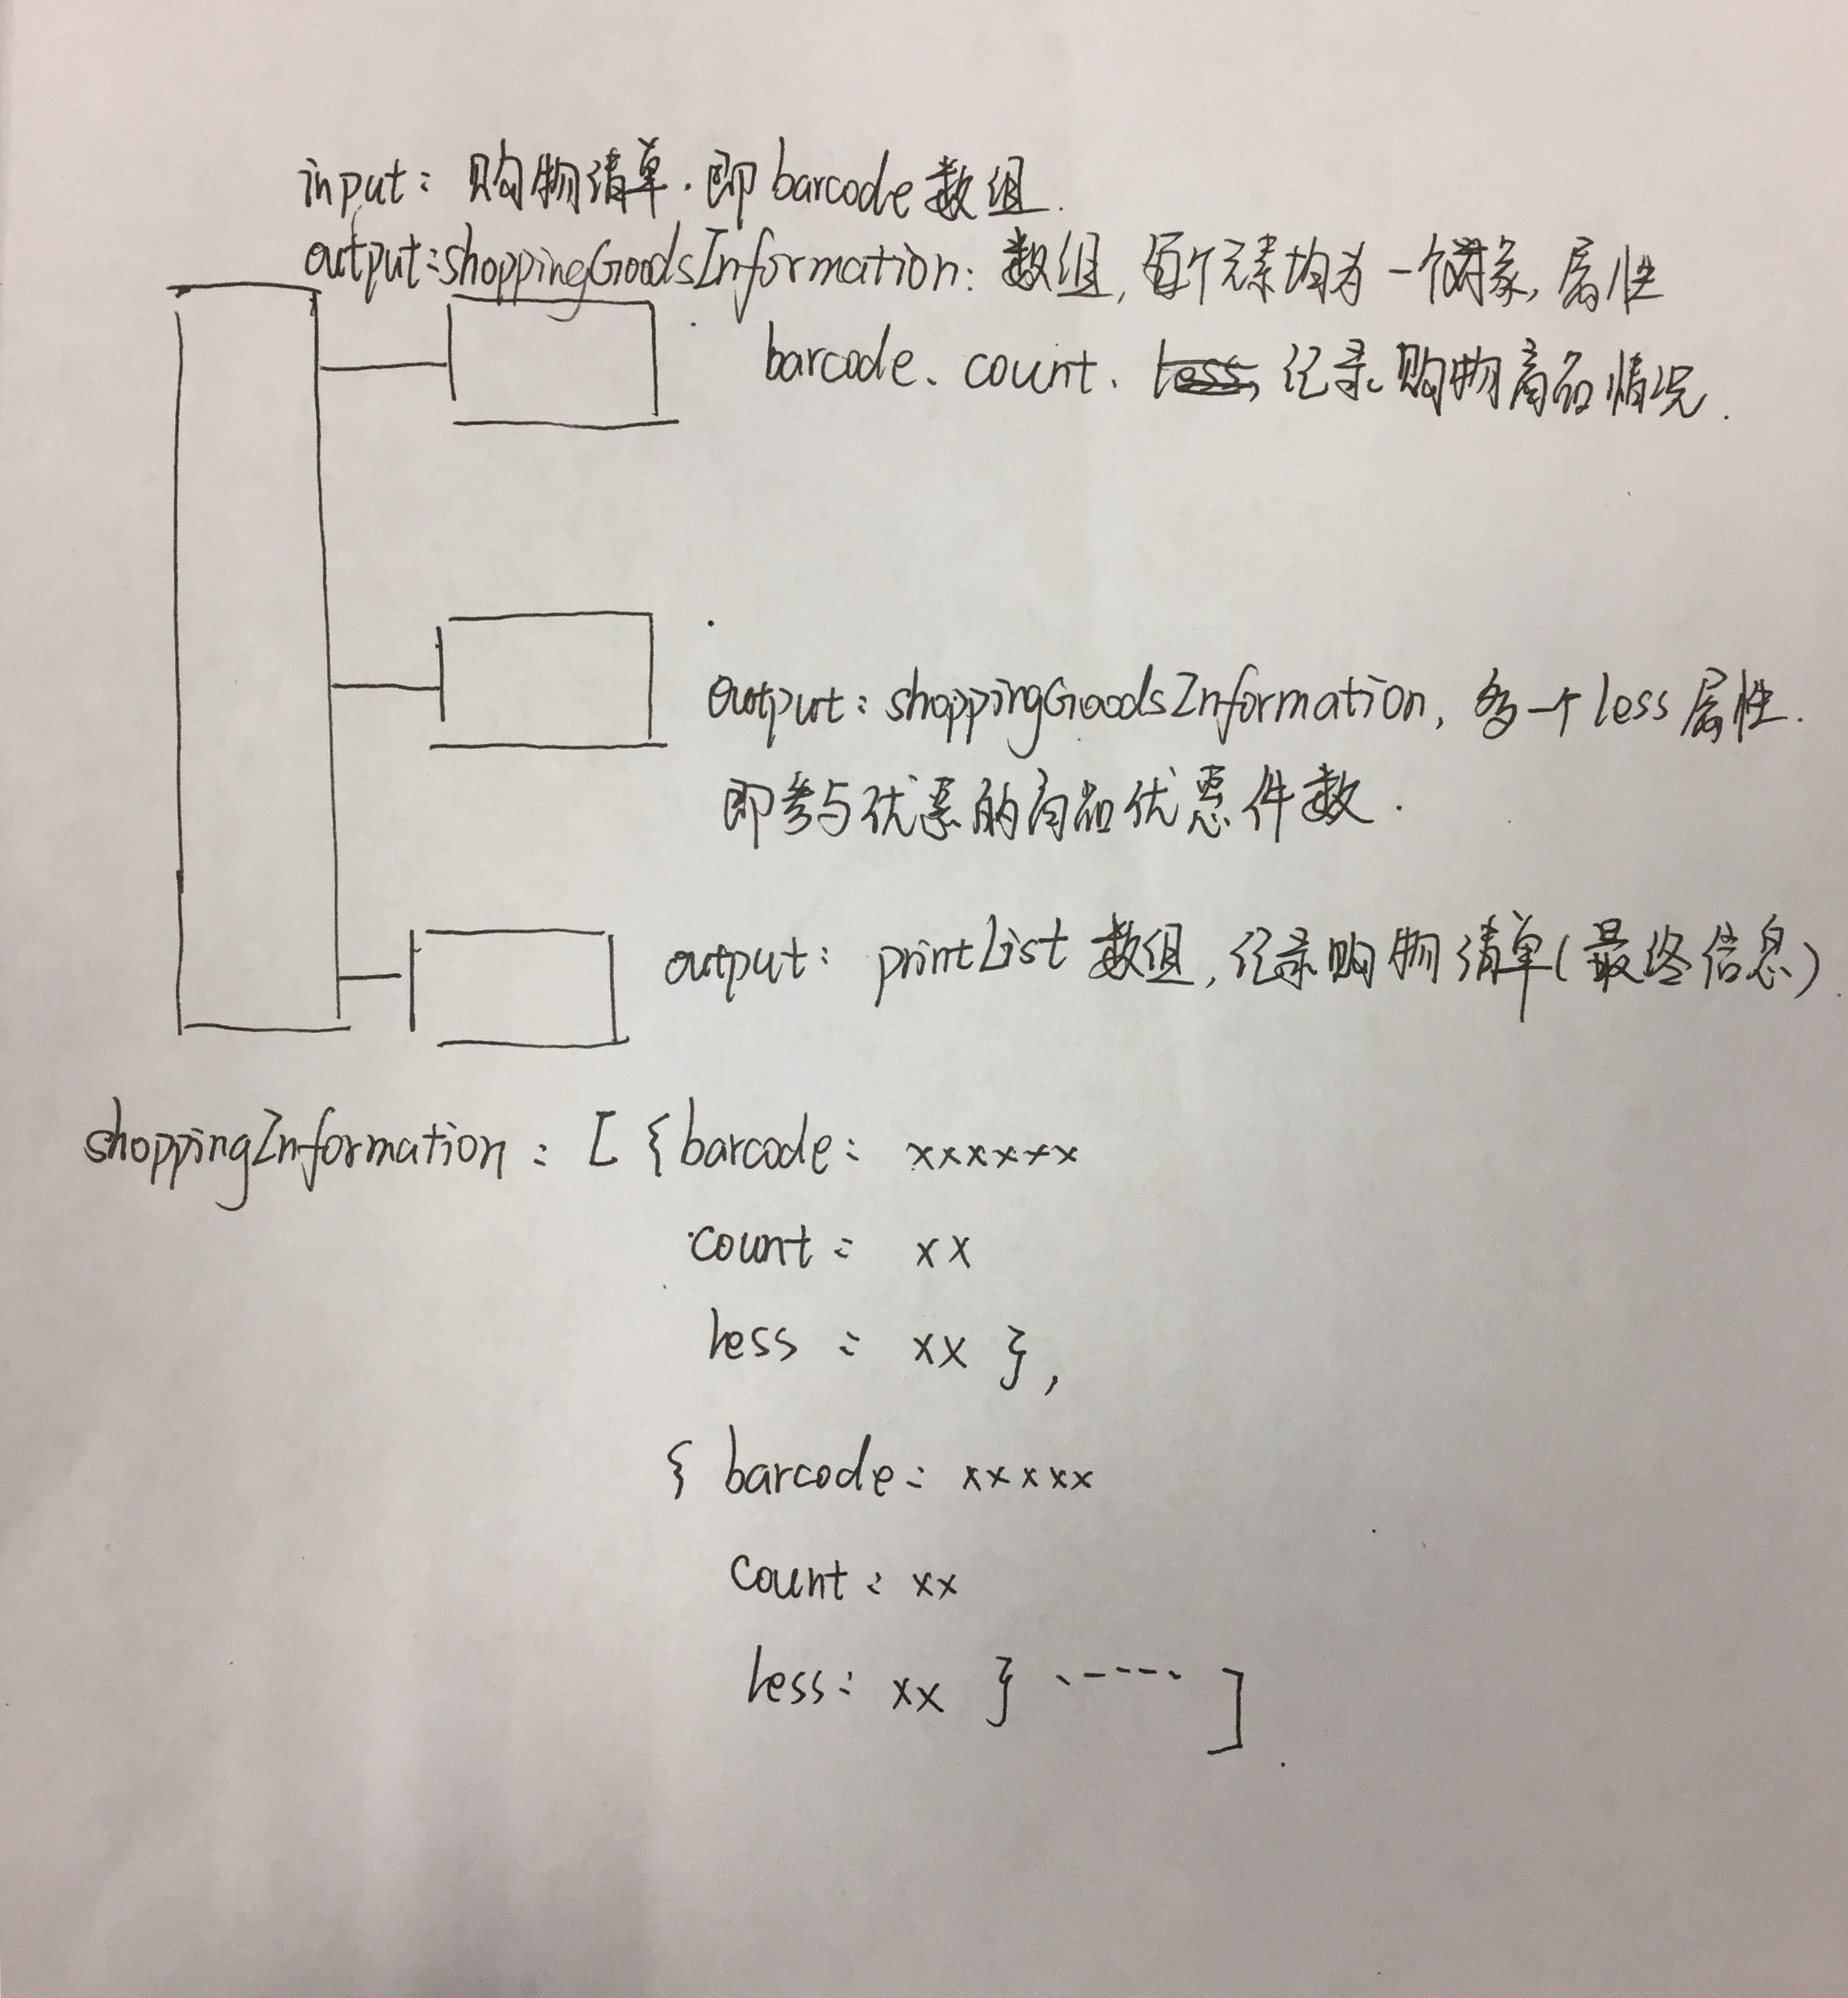 input: 购物清单.即barcode数组.
output:shoppingGoodsInformation: 数组,每个元素均为一个对象,属性
barcode、count、less,记录购物商品情况.
output: shoppingGoodsInformation, 多一个less属性.
即参与优惠的商品优惠件数.
output: printList 数组,纪录购物清单(最终信息).
shoppingInformation: [ {barcode: xxxxxx
count: xx
less : xx },
{ barcode: xxxxx
count: xx
less: xx } ...... ]